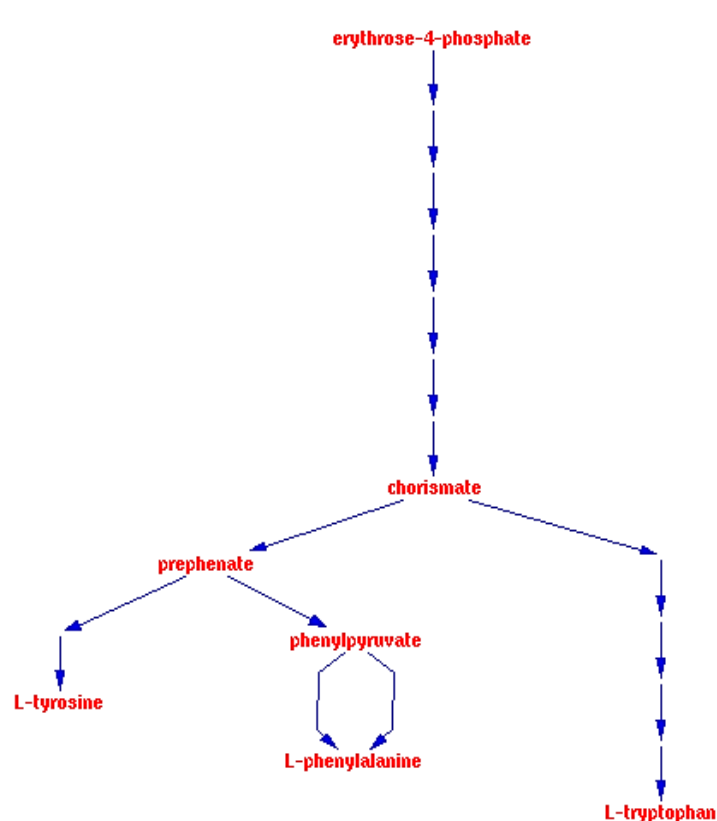 erythrose-4-phosphate
chorismate
prephenate
phenylpyruvate
L-tyrosine
L-phenylalanine
L-tryptophan